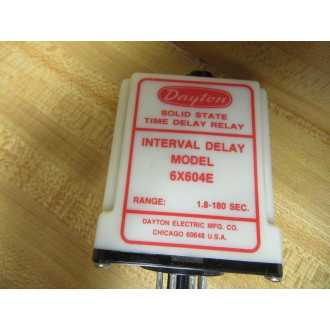 Dayton
SOLID STATE
TIME DELAY RELAY
INTERVAL DELAY
MODEL
6X604E
RANGE: 1.8-180 SEC.
DAYTON ELECTRIC MFG. CO.
CHICAGO 60648 U.S.A.